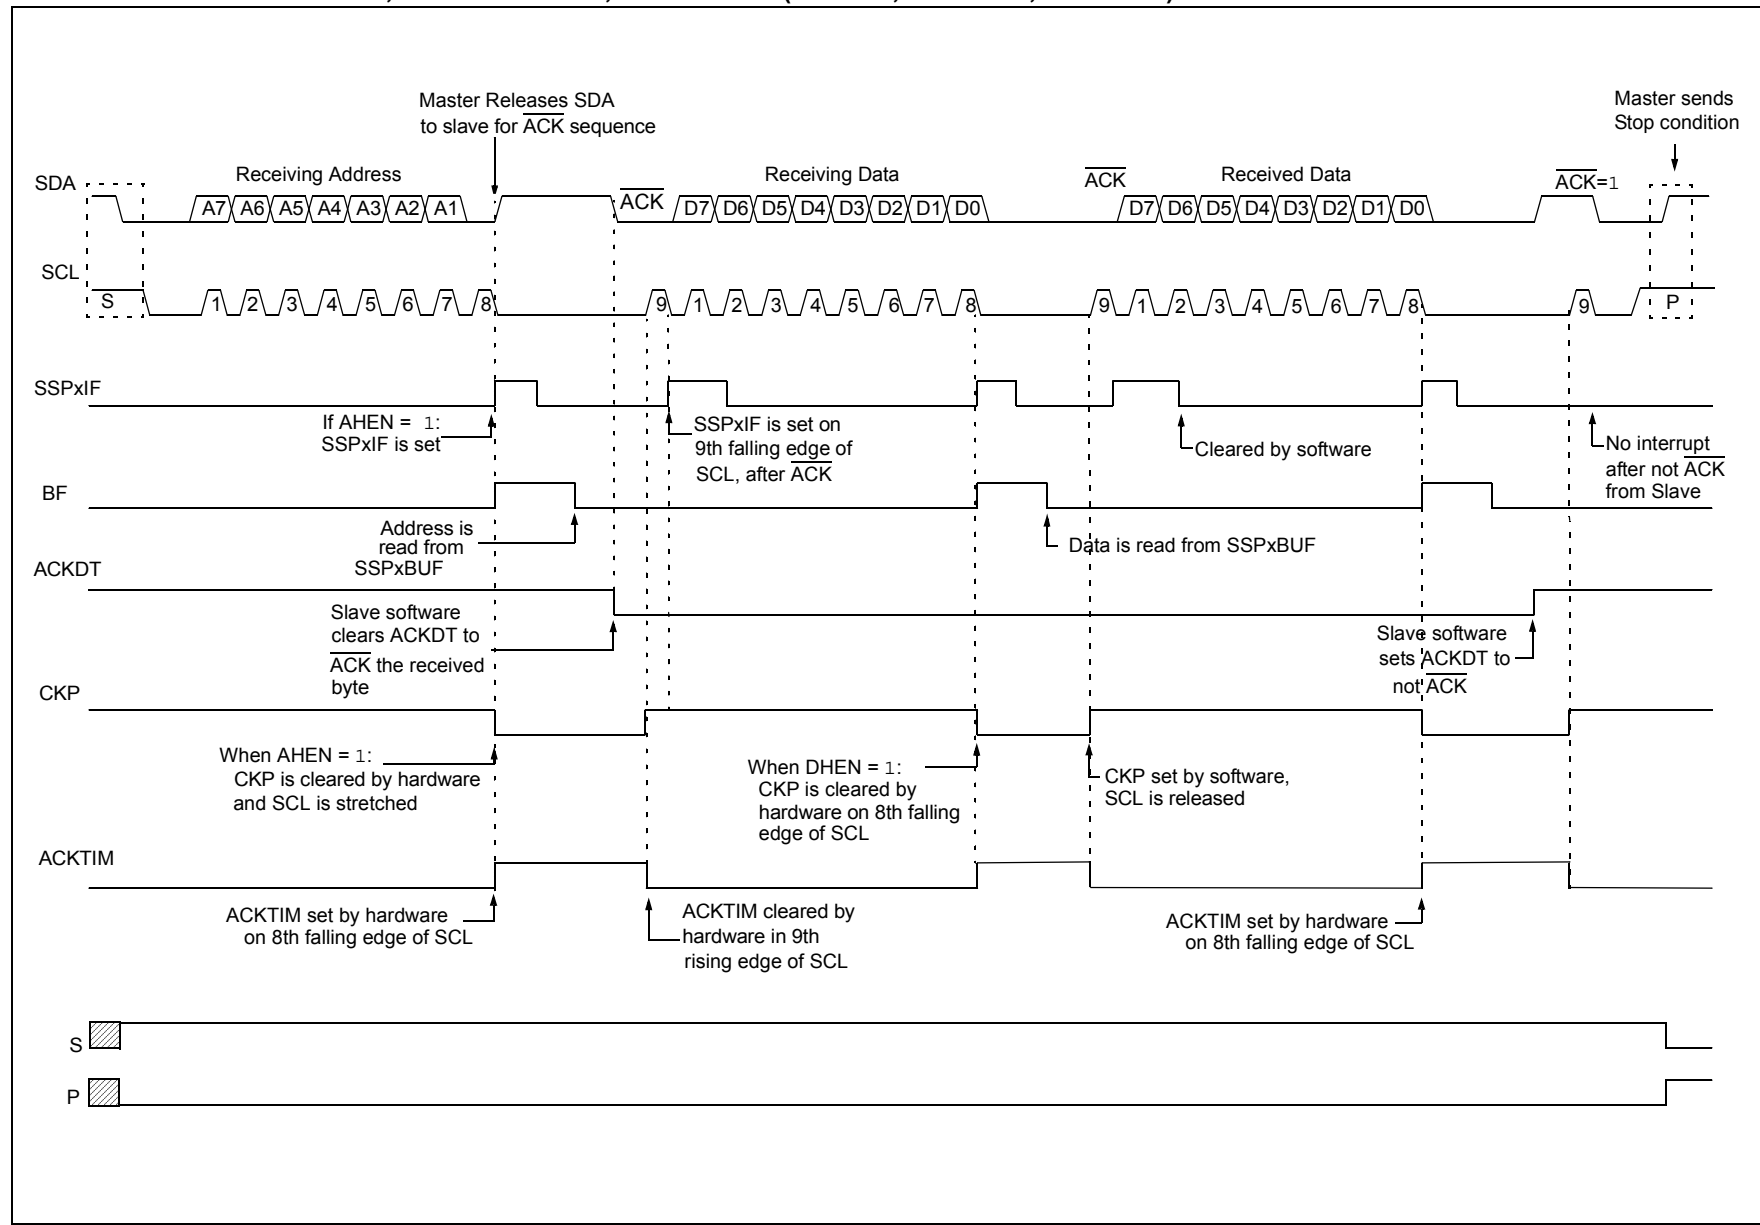 Master Releases SDA
to slave for ACK sequence
Master sends
Stop condition
SDA
Receiving Address
ACK
Receiving Data
ACK
Received Data
ACK=1
A7 A6 A5 A4 A3 A2 A1
D7 D6 D5 D4 D3 D2 D1 D0
D7 D6 D5 D4 D3 D2 D1 D0
SCL
S
1 2 3 4 5 6 7 8
9 1 2 3 4 5 6 7 8
9 1 2 3 4 5 6 7 8
9
P
SSPxIF
If AHEN = 1:
SSPxIF is set
SSPxIF is set on
9th falling edge of
SCL, after ACK
Cleared by software
No interrupt
after not ACK
from Slave
BF
Address is
read from
SSPxBUF
Data is read from SSPxBUF
ACKDT
Slave software
clears ACKDT to
ACK the received
byte
Slave software
sets ACKDT to
not ACK
CKP
When AHEN = 1:
CKP is cleared by hardware
and SCL is stretched
When DHEN = 1:
CKP is cleared by
hardware on 8th falling
edge of SCL
CKP set by software,
SCL is released
ACKTIM
ACKTIM set by hardware
on 8th falling edge of SCL
ACKTIM cleared by
hardware in 9th
rising edge of SCL
ACKTIM set by hardware
on 8th falling edge of SCL
S
P